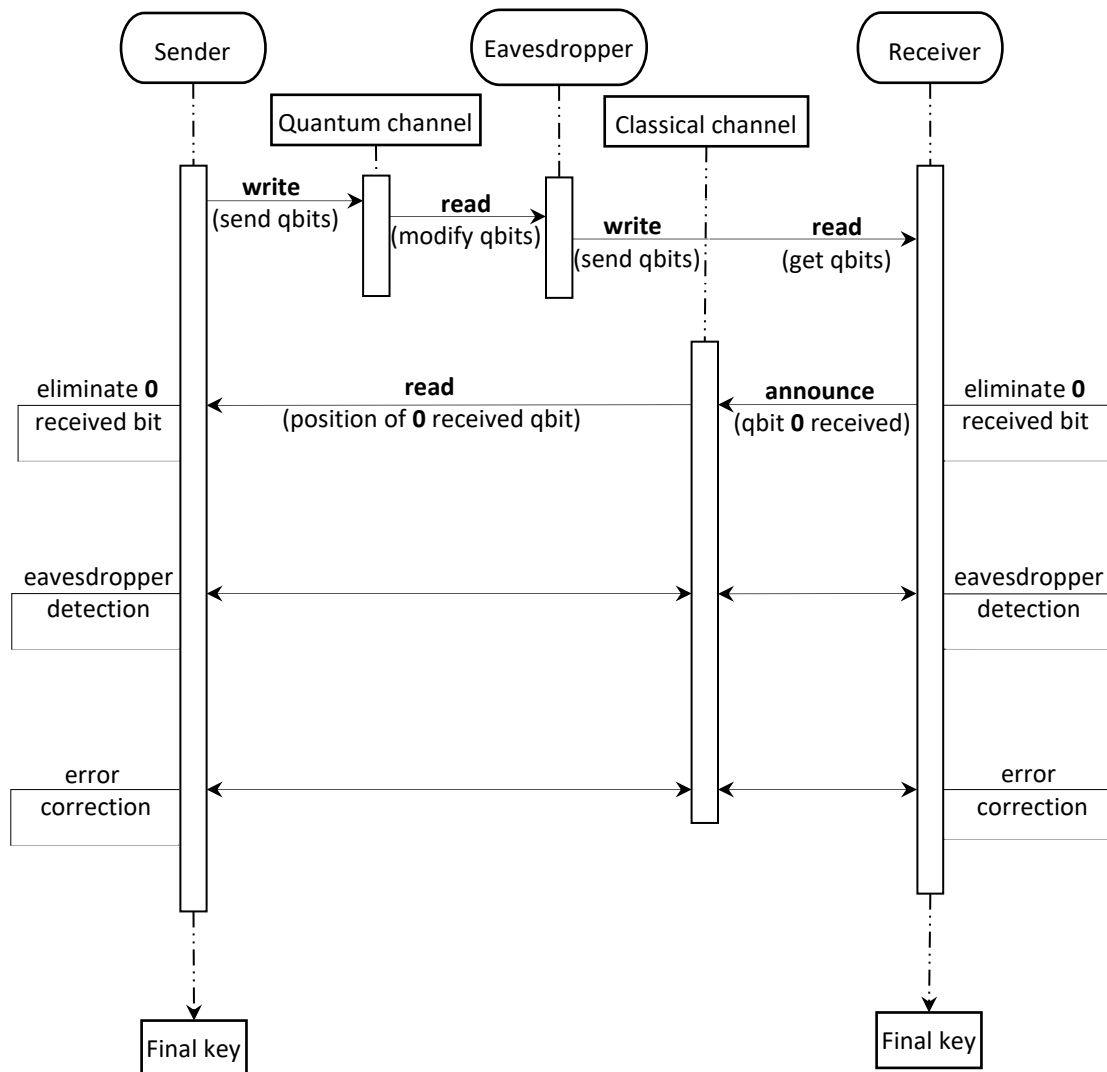 Sender
Eavesdropper
Receiver
Quantum channel
Classical channel
write
(send qbits)
read
(modify qbits)
write
(send qbits)
read
(get qbits)
eliminate 0
received bit
read
(position of 0 received qbit)
announce
(qbit 0 received)
eliminate 0
received bit
eavesdropper
detection
eavesdropper
detection
error
correction
error
correction
Final key
Final key